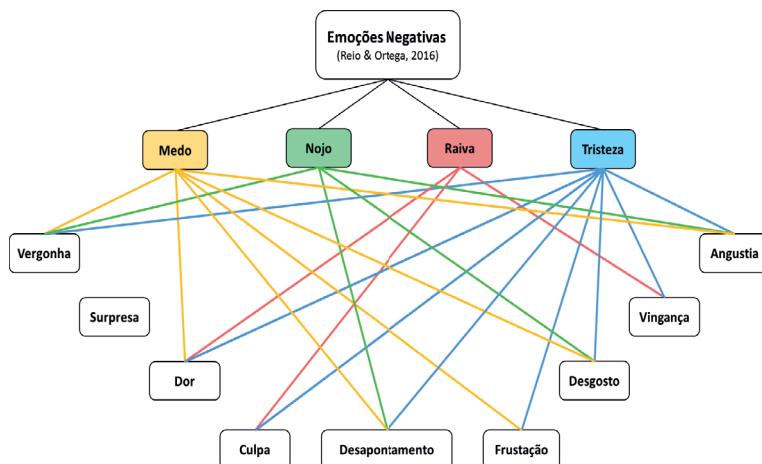 Emoções Negativas
(Reio & Ortega, 2016)
Medo
Nojo
Raiva
Tristeza
Vergonha
Angustia
Surpresa
Vingança
Dor
Desgosto
Culpa
Desapontamento
Frustação